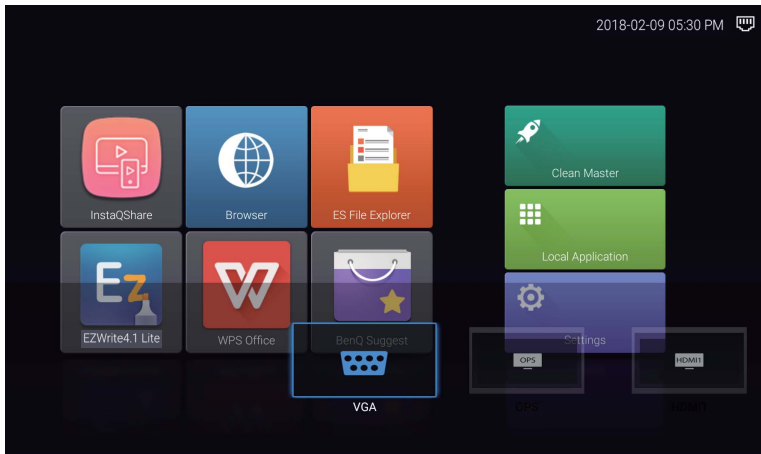 2018-02-09 05:30 PM
InstaQShare
Browser
ES File Explorer
Clean Master
Local Application
Ez
EZWrite4.1 Lite
WPS Office
BenQ Suggest
Settings
OPS
HDMI1
VGA
OPS
HDMI1